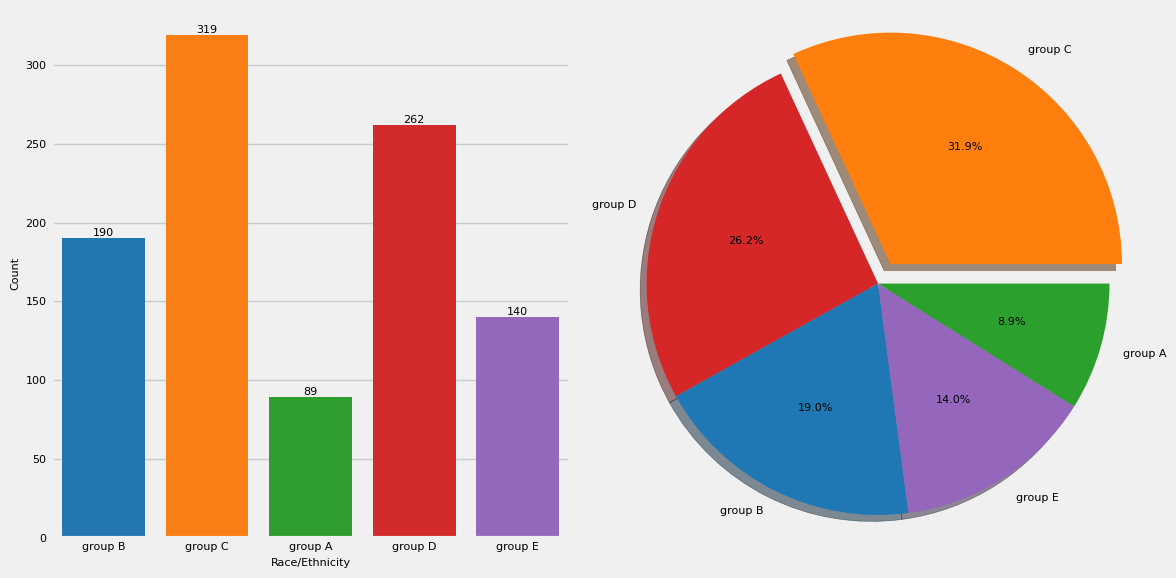 319
300
262
250
200
190
Count
150
140
100
89
50
0
group B group C group A group D group E
Race/Ethnicity
group C
31.9%
group D
26.2%
8.9%
group A
14.0%
19.0%
group E
group B